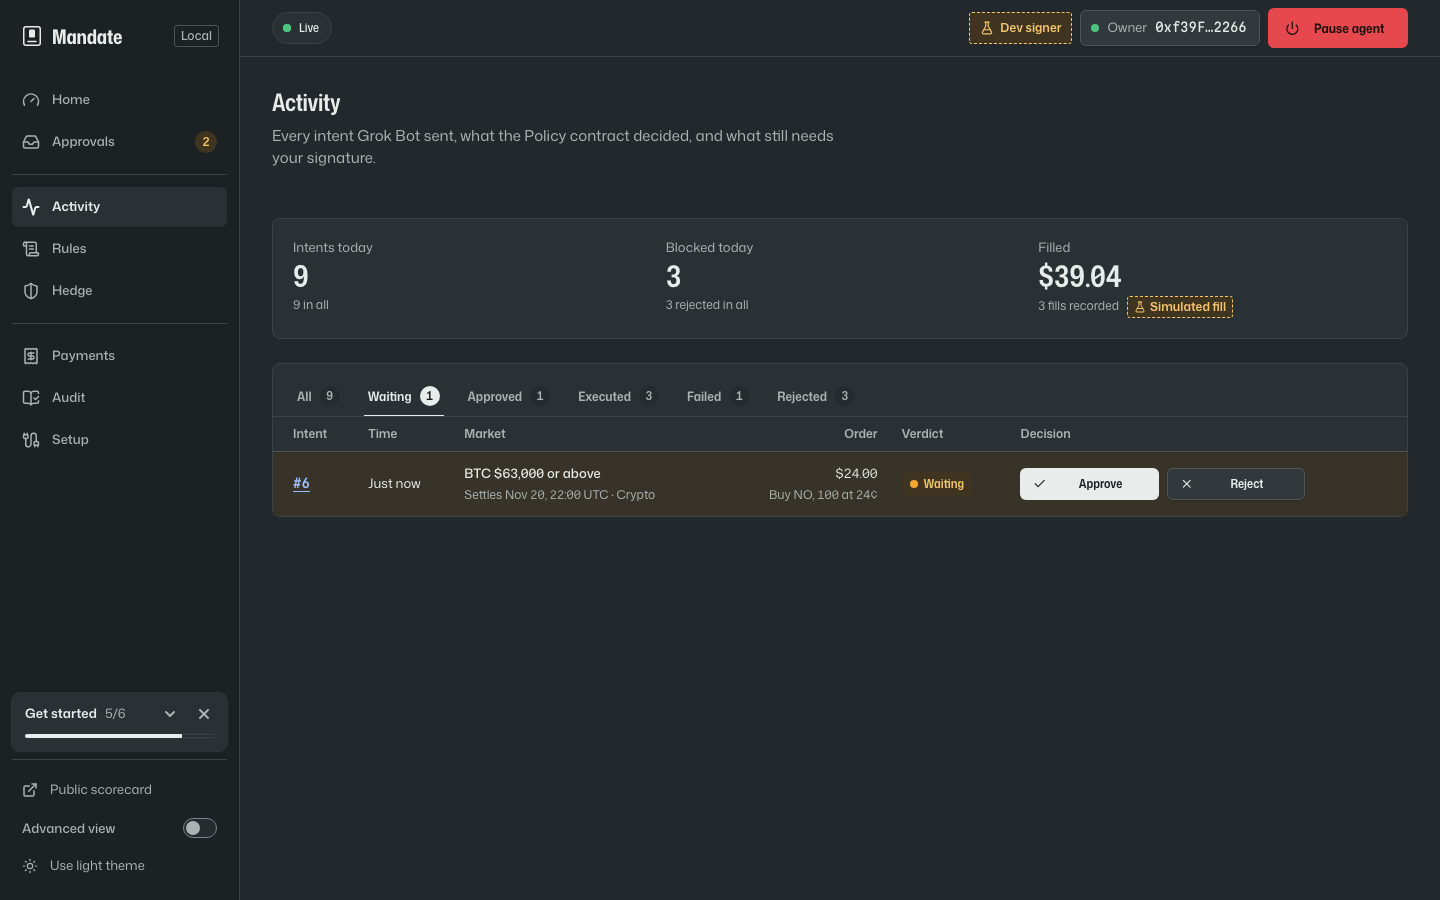 Mandate
Local
Home
Approvals 2
Activity
Rules
Hedge
Payments
Audit
Setup
Get started 5/6
Public scorecard
Advanced view
Use light theme
Live
Dev signer
Owner 0xf39F…2266
Pause agent
Activity
Every intent Grok Bot sent, what the Policy contract decided, and what still needs
your signature.
Intents today
9
9 in all
Blocked today
3
3 rejected in all
Filled
$39.04
3 fills recorded Simulated fill
All 9 Waiting 1 Approved 1 Executed 3 Failed 1 Rejected 3
Intent Time Market Order Verdict Decision
#6 Just now BTC $63,000 or above $24.00 Waiting Approve Reject
Settles Nov 20, 22:00 UTC · Crypto Buy NO, 100 at 24¢